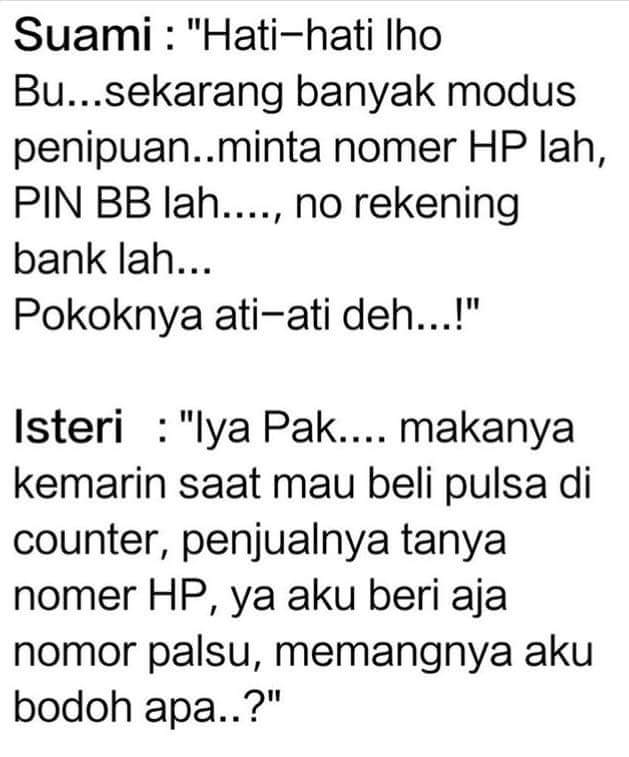 Suami : "Hati-hati lho
Bu...sekarang banyak modus
penipuan..minta nomer HP lah,
PIN BB lah...., no rekening
bank lah...
Pokoknya ati-ati deh...!"
Isteri : "Iya Pak.... makanya
kemarin saat mau beli pulsa di
counter, penjualnya tanya
nomer HP, ya aku beri aja
nomor palsu, memangnya aku
bodoh apa..?"